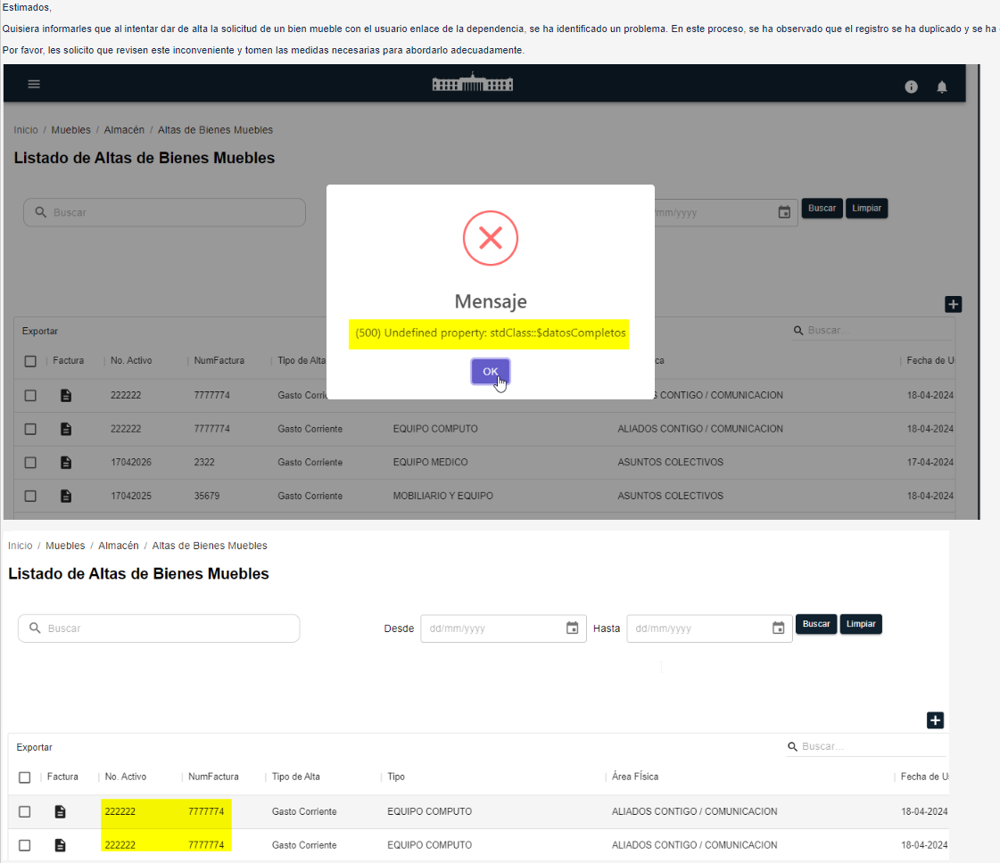 Estimados,
Quisiera informarles que al intentar dar de alta la solicitud de un bien mueble con el usuario enlace de la dependencia, se ha identificado un problema. En este proceso, se ha observado que el registro se ha duplicado y se ha
Por favor, les solicito que revisen este inconveniente y tomen las medidas necesarias para abordarlo adecuadamente.
Inicio / Muebles / Almacén / Altas de Bienes Muebles
Listado de Altas de Bienes Muebles
Buscar mm/yyyy Buscar Limpiar
Mensaje
(500) Undefined property: stdClass::$datosCompletos
OK
Exportar Buscar...
Factura No. Activo NumFactura Tipo de Alta ica Fecha de U
222222 7777774 Gasto Corrie S CONTIGO / COMUNICACION 18-04-2024
222222 7777774 Gasto Corriente EQUIPO COMPUTO ALIADOS CONTIGO / COMUNICACION 18-04-2024
17042026 2322 Gasto Corriente EQUIPO MEDICO ASUNTOS COLECTIVOS 17-04-2024
17042025 35679 Gasto Corriente MOBILIARIO Y EQUIPO ASUNTOS COLECTIVOS 18-04-2024
Inicio / Muebles / Almacén / Altas de Bienes Muebles
Listado de Altas de Bienes Muebles
Buscar Desde dd/mm/yyyy Hasta dd/mm/yyyy Buscar Limpiar
Exportar Buscar...
Factura No. Activo NumFactura Tipo de Alta Tipo Área Física Fecha de U
222222 7777774 Gasto Corriente EQUIPO COMPUTO ALIADOS CONTIGO / COMUNICACION 18-04-2024
222222 7777774 Gasto Corriente EQUIPO COMPUTO ALIADOS CONTIGO / COMUNICACION 18-04-2024